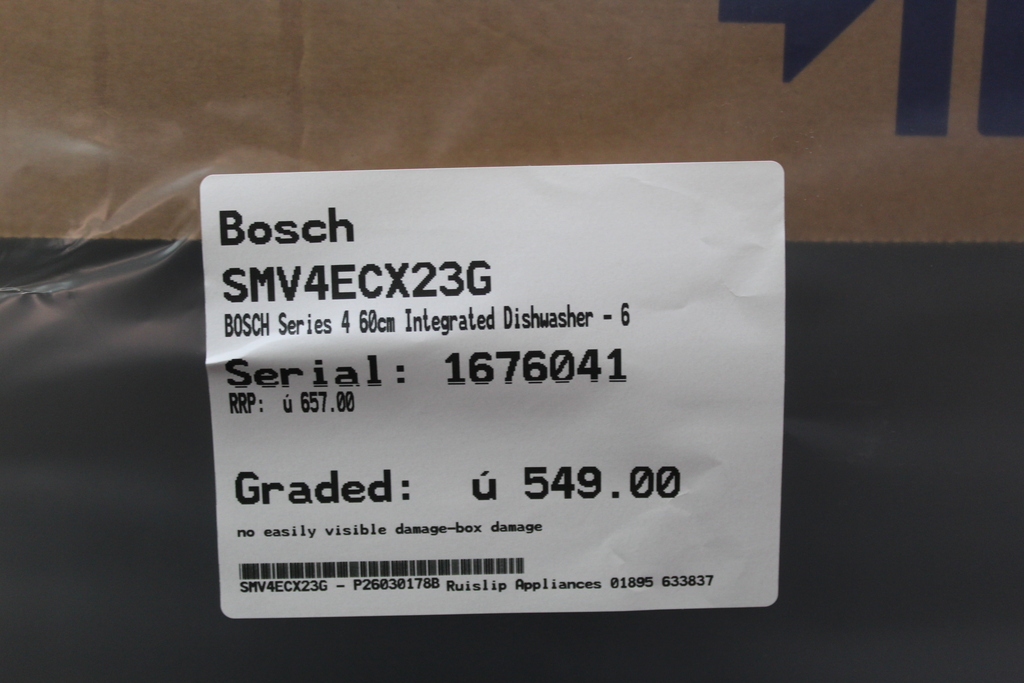 Bosch
SMV4ECX23G
BOSCH Series 4 60cm Integrated Dishwasher - 6
Serial: 1676041
RRP: ú 657.00
Graded: ú 549.00
no easily visible damage-box damage
SMV4ECX23G - P26030178B Ruislip Appliances 01895 633837